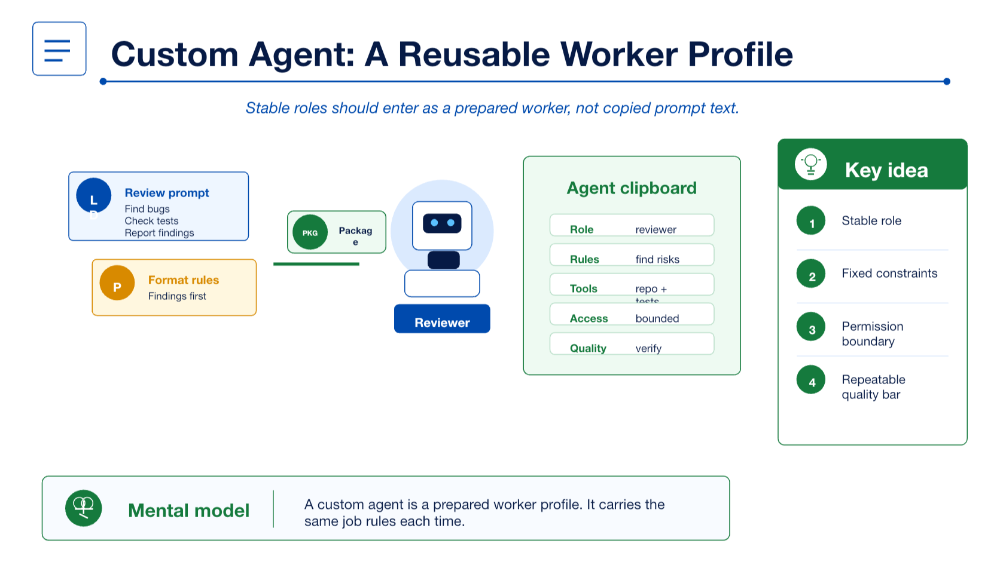 Custom Agent: A Reusable Worker Profile
Stable roles should enter as a prepared worker, not copied prompt text.
L
B
Review prompt
Find bugs
Check tests
Report findings
P
Format rules
Findings first
PKG
Packag
e
Reviewer
Agent clipboard
Role reviewer
Rules find risks
Tools repo +
tests
Access bounded
Quality verify
Key idea
1 Stable role
2 Fixed constraints
3 Permission
boundary
4 Repeatable
quality bar
Mental model
A custom agent is a prepared worker profile. It carries the
same job rules each time.